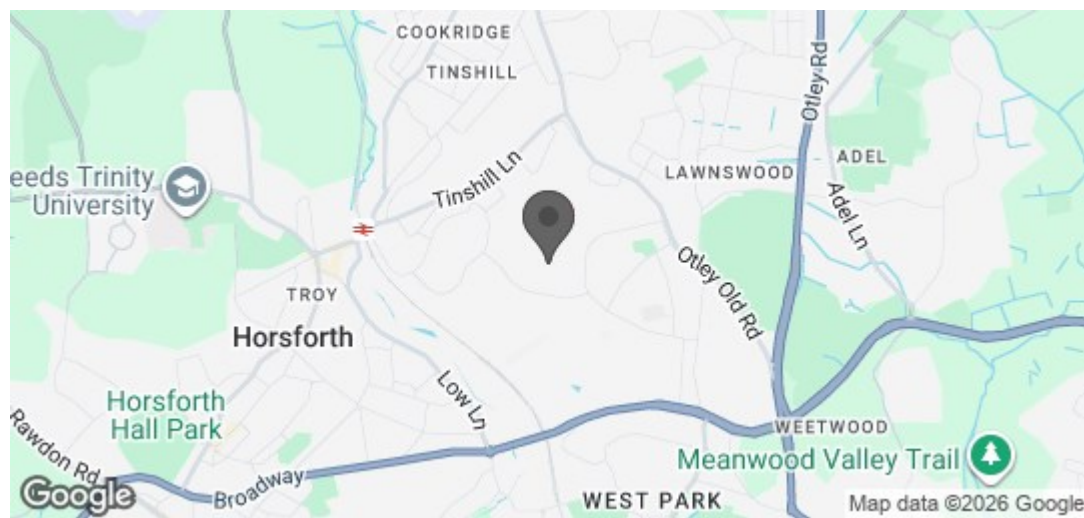 COOKRIDGE
TINSHILL
Otley Rd
ADEL
LAWNSWOOD
eeds Trinity
University
Tinshill Ln
Adel Ln
Otley Old Rd
TROY
Horsforth
Low Ln
Horsforth
Hall Park
Rawdon Rd
WEETWOOD
Meanwood Valley Trail
Broadway
WEST PARK
Google
Map data ©2026 Google